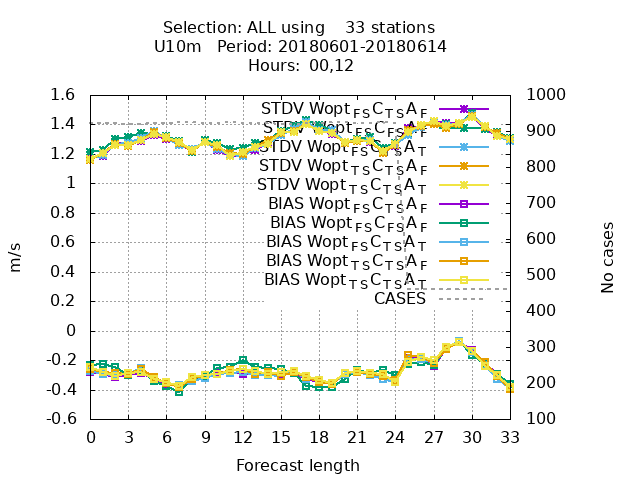 Selection: ALL using 33 stations
U10m Period: 20180601-20180614
Hours: 00,12
STDV Wopt FS C TS A F
STDV Wopt FS C FS A F
STDV Wopt FS C TS A T
STDV Wopt TS C TS A F
STDV Wopt TS C TS A T
BIAS Wopt FS C TS A F
BIAS Wopt FS C FS A F
BIAS Wopt FS C TS A T
BIAS Wopt TS C TS A F
BIAS Wopt TS C TS A T
CASES
1.6
1.4
1.2
1
0.8
0.6
0.4
0.2
0
-0.2
-0.4
-0.6
m/s
1000
900
800
700
600
500
400
300
200
100
No cases
0 3 6 9 12 15 18 21 24 27 30 33
Forecast length